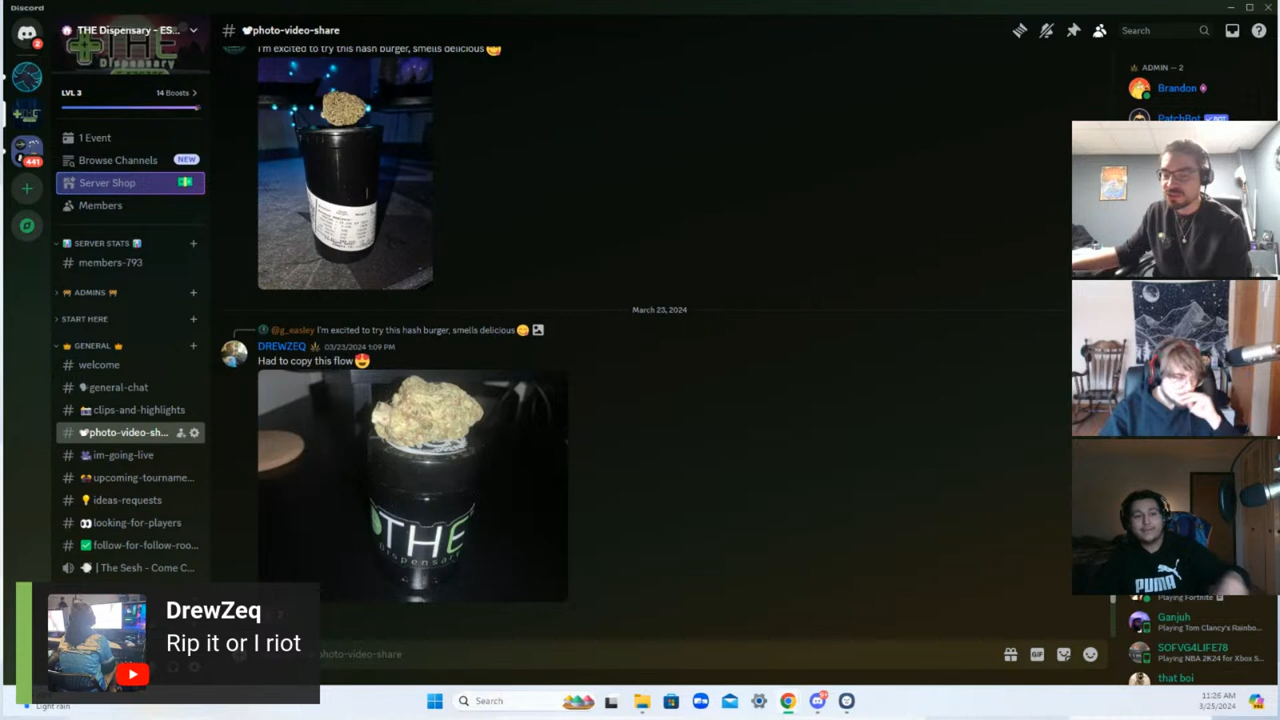 Discord
2
THE Dispensary - ES...
LVL 3
14 Boosts >
1 Event
Browse Channels
NEW
Server Shop
Members
SERVER STATS
# members-793
ADMINS
START HERE
GENERAL
# welcome
# general-chat
# clips-and-highlights
# photo-video-sh...
# im-going-live
# upcoming-tourname...
# ideas-requests
# looking-for-players
# follow-for-follow-roo...
| The Sesh - Come C...
441
# photo-video-share
Search
I'm excited to try this hash burger, smells delicious
March 23, 2024
@g_easley I'm excited to try this hash burger, smells delicious
DREWZEQ 03/23/2024 1:09 PM
Had to copy this flow
THE
Dispensary
photo-video-share
GIF
ADMIN — 2
Brandon
PatchBot
BOT
PUMA
Playing Fortnite
Ganjuh
Playing Tom Clancy's Rainbo...
SOFVG4LIFE78
Playing NBA 2K24 for Xbox S...
that boi
DrewZeq
Rip it or I riot
Light rain
Search
11:26 AM
3/25/2024